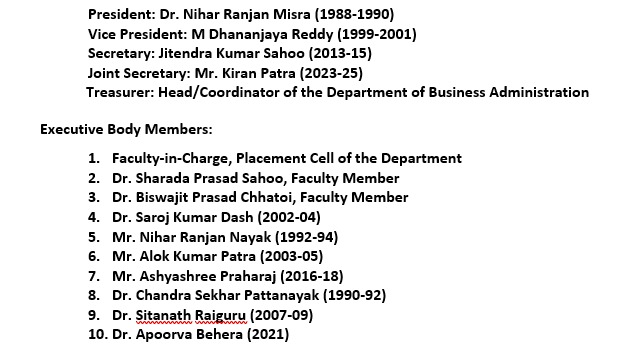 President: Dr. Nihar Ranjan Misra (1988-1990)
Vice President: M Dhananjaya Reddy (1999-2001)
Secretary: Jitendra Kumar Sahoo (2013-15)
Joint Secretary: Mr. Kiran Patra (2023-25)
Treasurer: Head/Coordinator of the Department of Business Administration
Executive Body Members:
1. Faculty-in-Charge, Placement Cell of the Department
2. Dr. Sharada Prasad Sahoo, Faculty Member
3. Dr. Biswajit Prasad Chhatoi, Faculty Member
4. Dr. Saroj Kumar Dash (2002-04)
5. Mr. Nihar Ranjan Nayak (1992-94)
6. Mr. Alok Kumar Patra (2003-05)
7. Mr. Ashyashree Praharaj (2016-18)
8. Dr. Chandra Sekhar Pattanayak (1990-92)
9. Dr. Sitanath Raiguru (2007-09)
10. Dr. Apoorva Behera (2021)